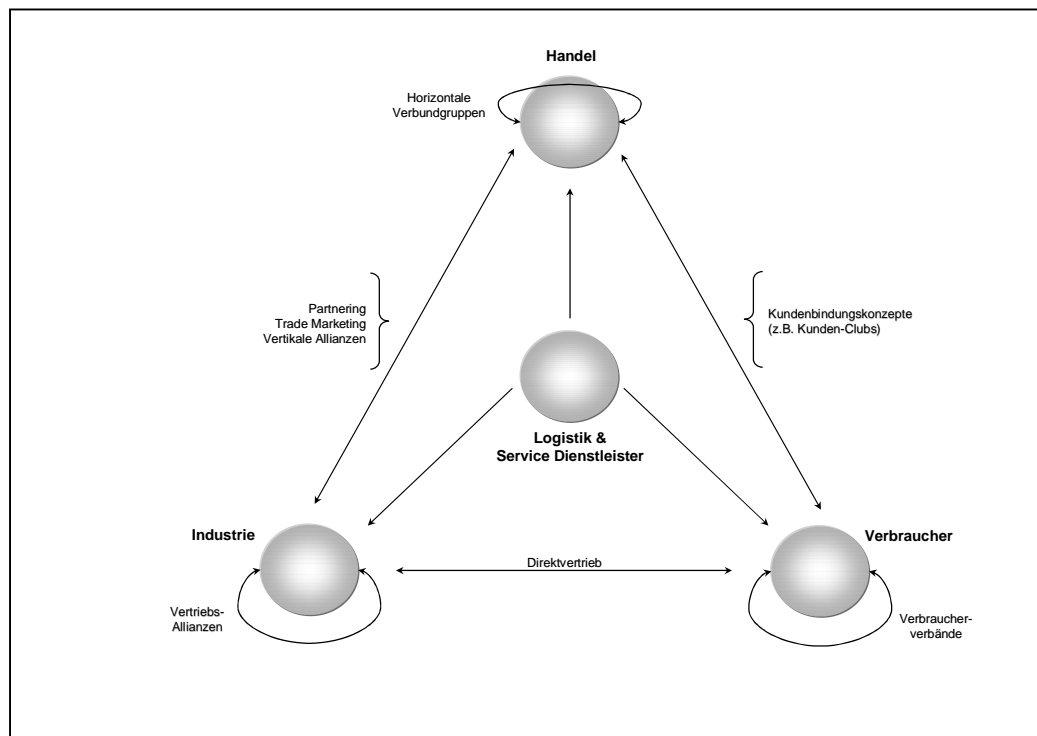 Handel
Horizontale
Verbundgruppen
Partnering
Trade Marketing
Vertikale Allianzen
Kundenbindungskonzepte
(z.B. Kunden-Clubs)
Logistik &
Service Dienstleister
Industrie
Verbraucher
Direktvertrieb
Vertriebs-
Allianzen
Verbraucher-
verbände